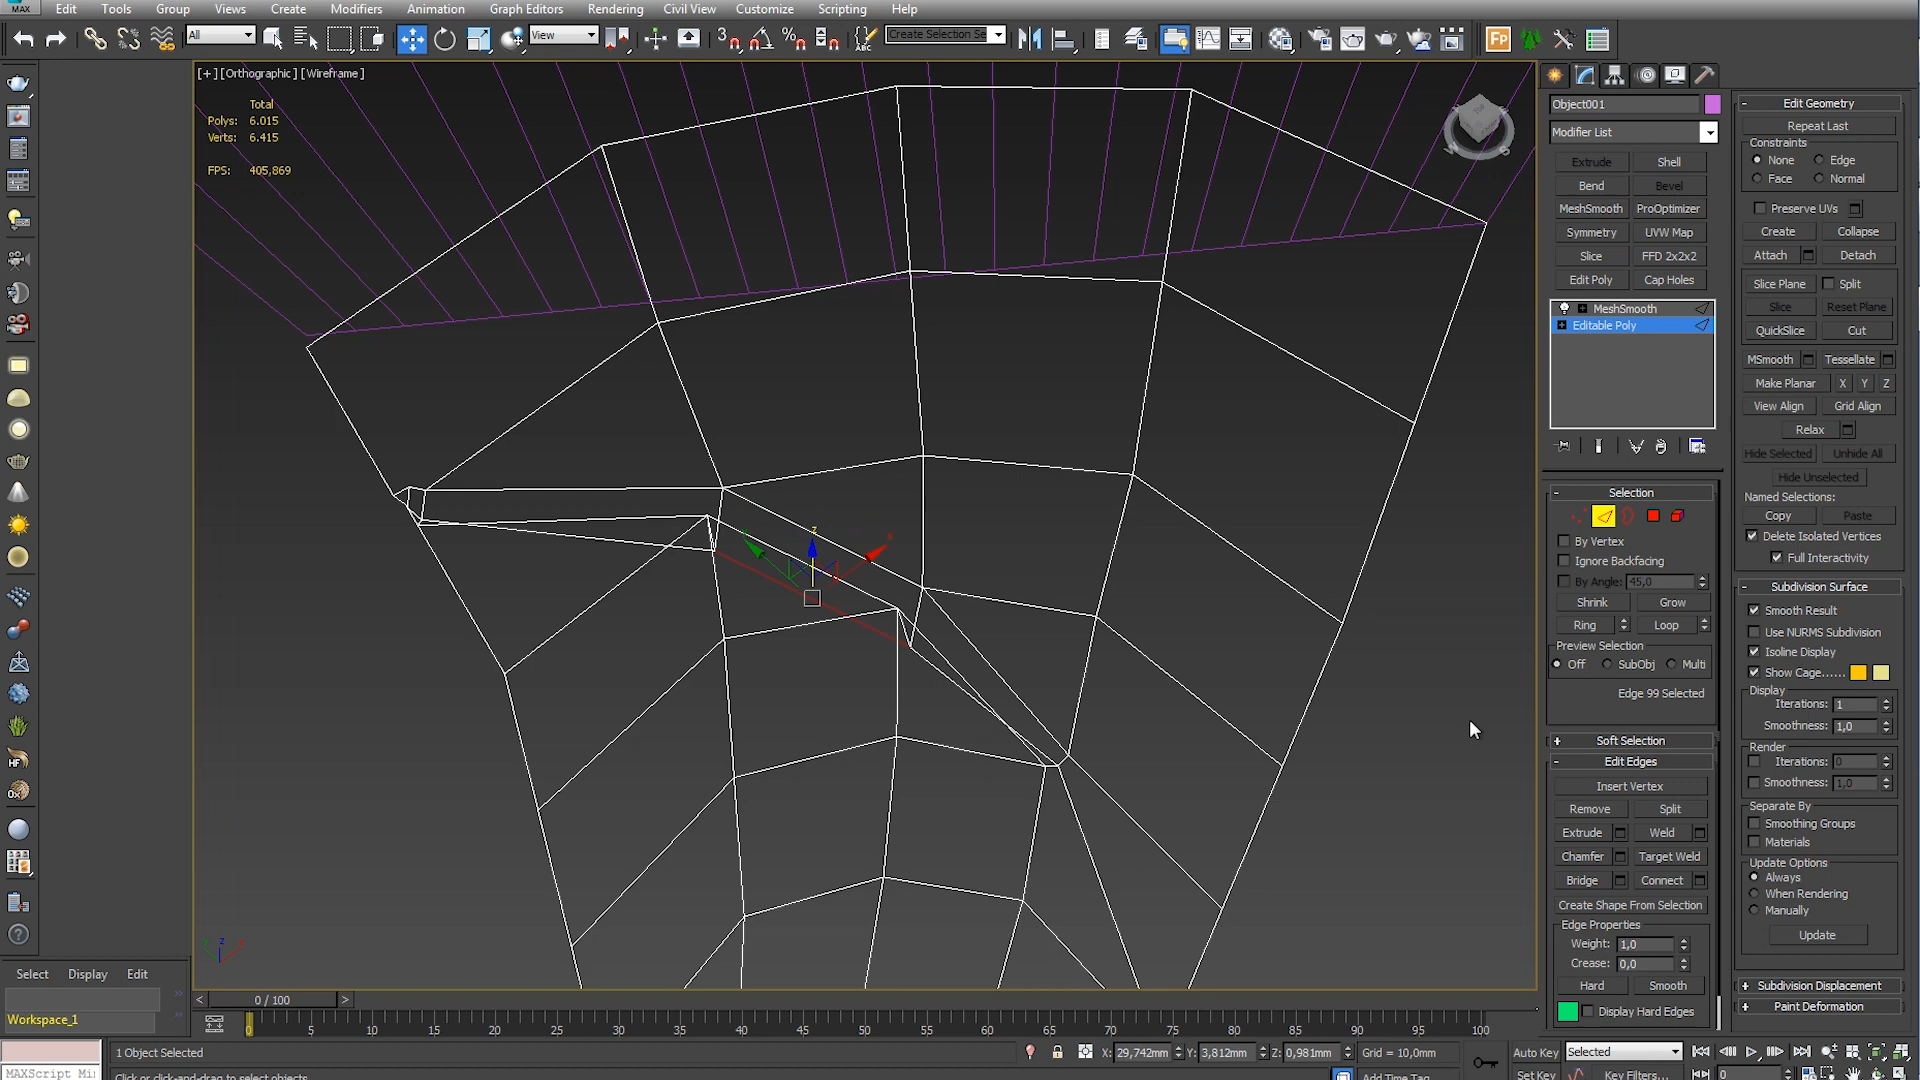 MAX Edit Tools Group Views Create Modifiers Animation Graph Editors Rendering Civil View Customize Scripting Help
All View 3 ABC Create Selection Se Fp
[+][Orthographic][Wireframe]
Total
Polys: 6.015
Verts: 6.415
FPS: 405,869
Object001
Modifier List
Extrude Shell
Bend Bevel
MeshSmooth ProOptimizer
Symmetry UVW Map
Slice FFD 2x2x2
Edit Poly Cap Holes
MeshSmooth
Editable Poly
- Selection
By Vertex
Ignore Backfacing
By Angle: 45,0
Shrink Grow
Ring Loop
Preview Selection
Off SubObj Multi
Edge 99 Selected
+ Soft Selection
- Edit Edges
Insert Vertex
Remove Split
Extrude Weld
Chamfer Target Weld
Bridge Connect
Create Shape From Selection
Edge Properties
Weight: 1,0
Crease: 0,0
Hard Smooth
Display Hard Edges
- Edit Geometry
Repeat Last
Constraints
None Edge
Face Normal
Preserve UVs
Create Collapse
Attach Detach
Slice Plane Split
Slice Reset Plane
QuickSlice Cut
MSmooth Tessellate
Make Planar X Y Z
View Align Grid Align
Relax
Hide Selected Unhide All
Hide Unselected
Named Selections:
Copy Paste
Delete Isolated Vertices
Full Interactivity
- Subdivision Surface
Smooth Result
Use NURMS Subdivision
Isoline Display
Show Cage......
Display
Iterations: 1
Smoothness: 1,0
Render
Iterations: 0
Smoothness: 1,0
Separate By
Smoothing Groups
Materials
Update Options
Always
When Rendering
Manually
Update
+ Subdivision Displacement
+ Paint Deformation
z
z
Select Display Edit
Workspace_1
< 0 / 100 >
0 5 10 15 20 25 30 35 40 45 50 55 60 65 70 75 80 85 90 95 100
1 Object Selected X: 29,742mm Y: 3,812mm Z: 0,981mm Grid = 10,0mm Auto Key Selected
MAXScript Mi Click or click-and-drag to select objects Add Time Tag Set Key Key Filters... 0